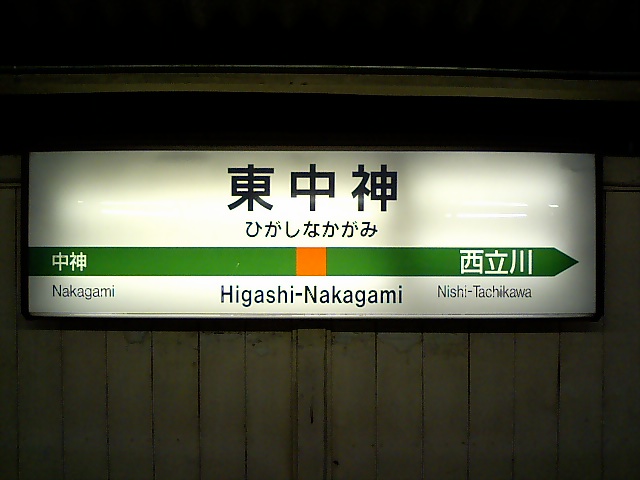 東中神
ひがしなかがみ
中神
西立川
Nakagami
Higashi-Nakagami
Nishi-Tachikawa